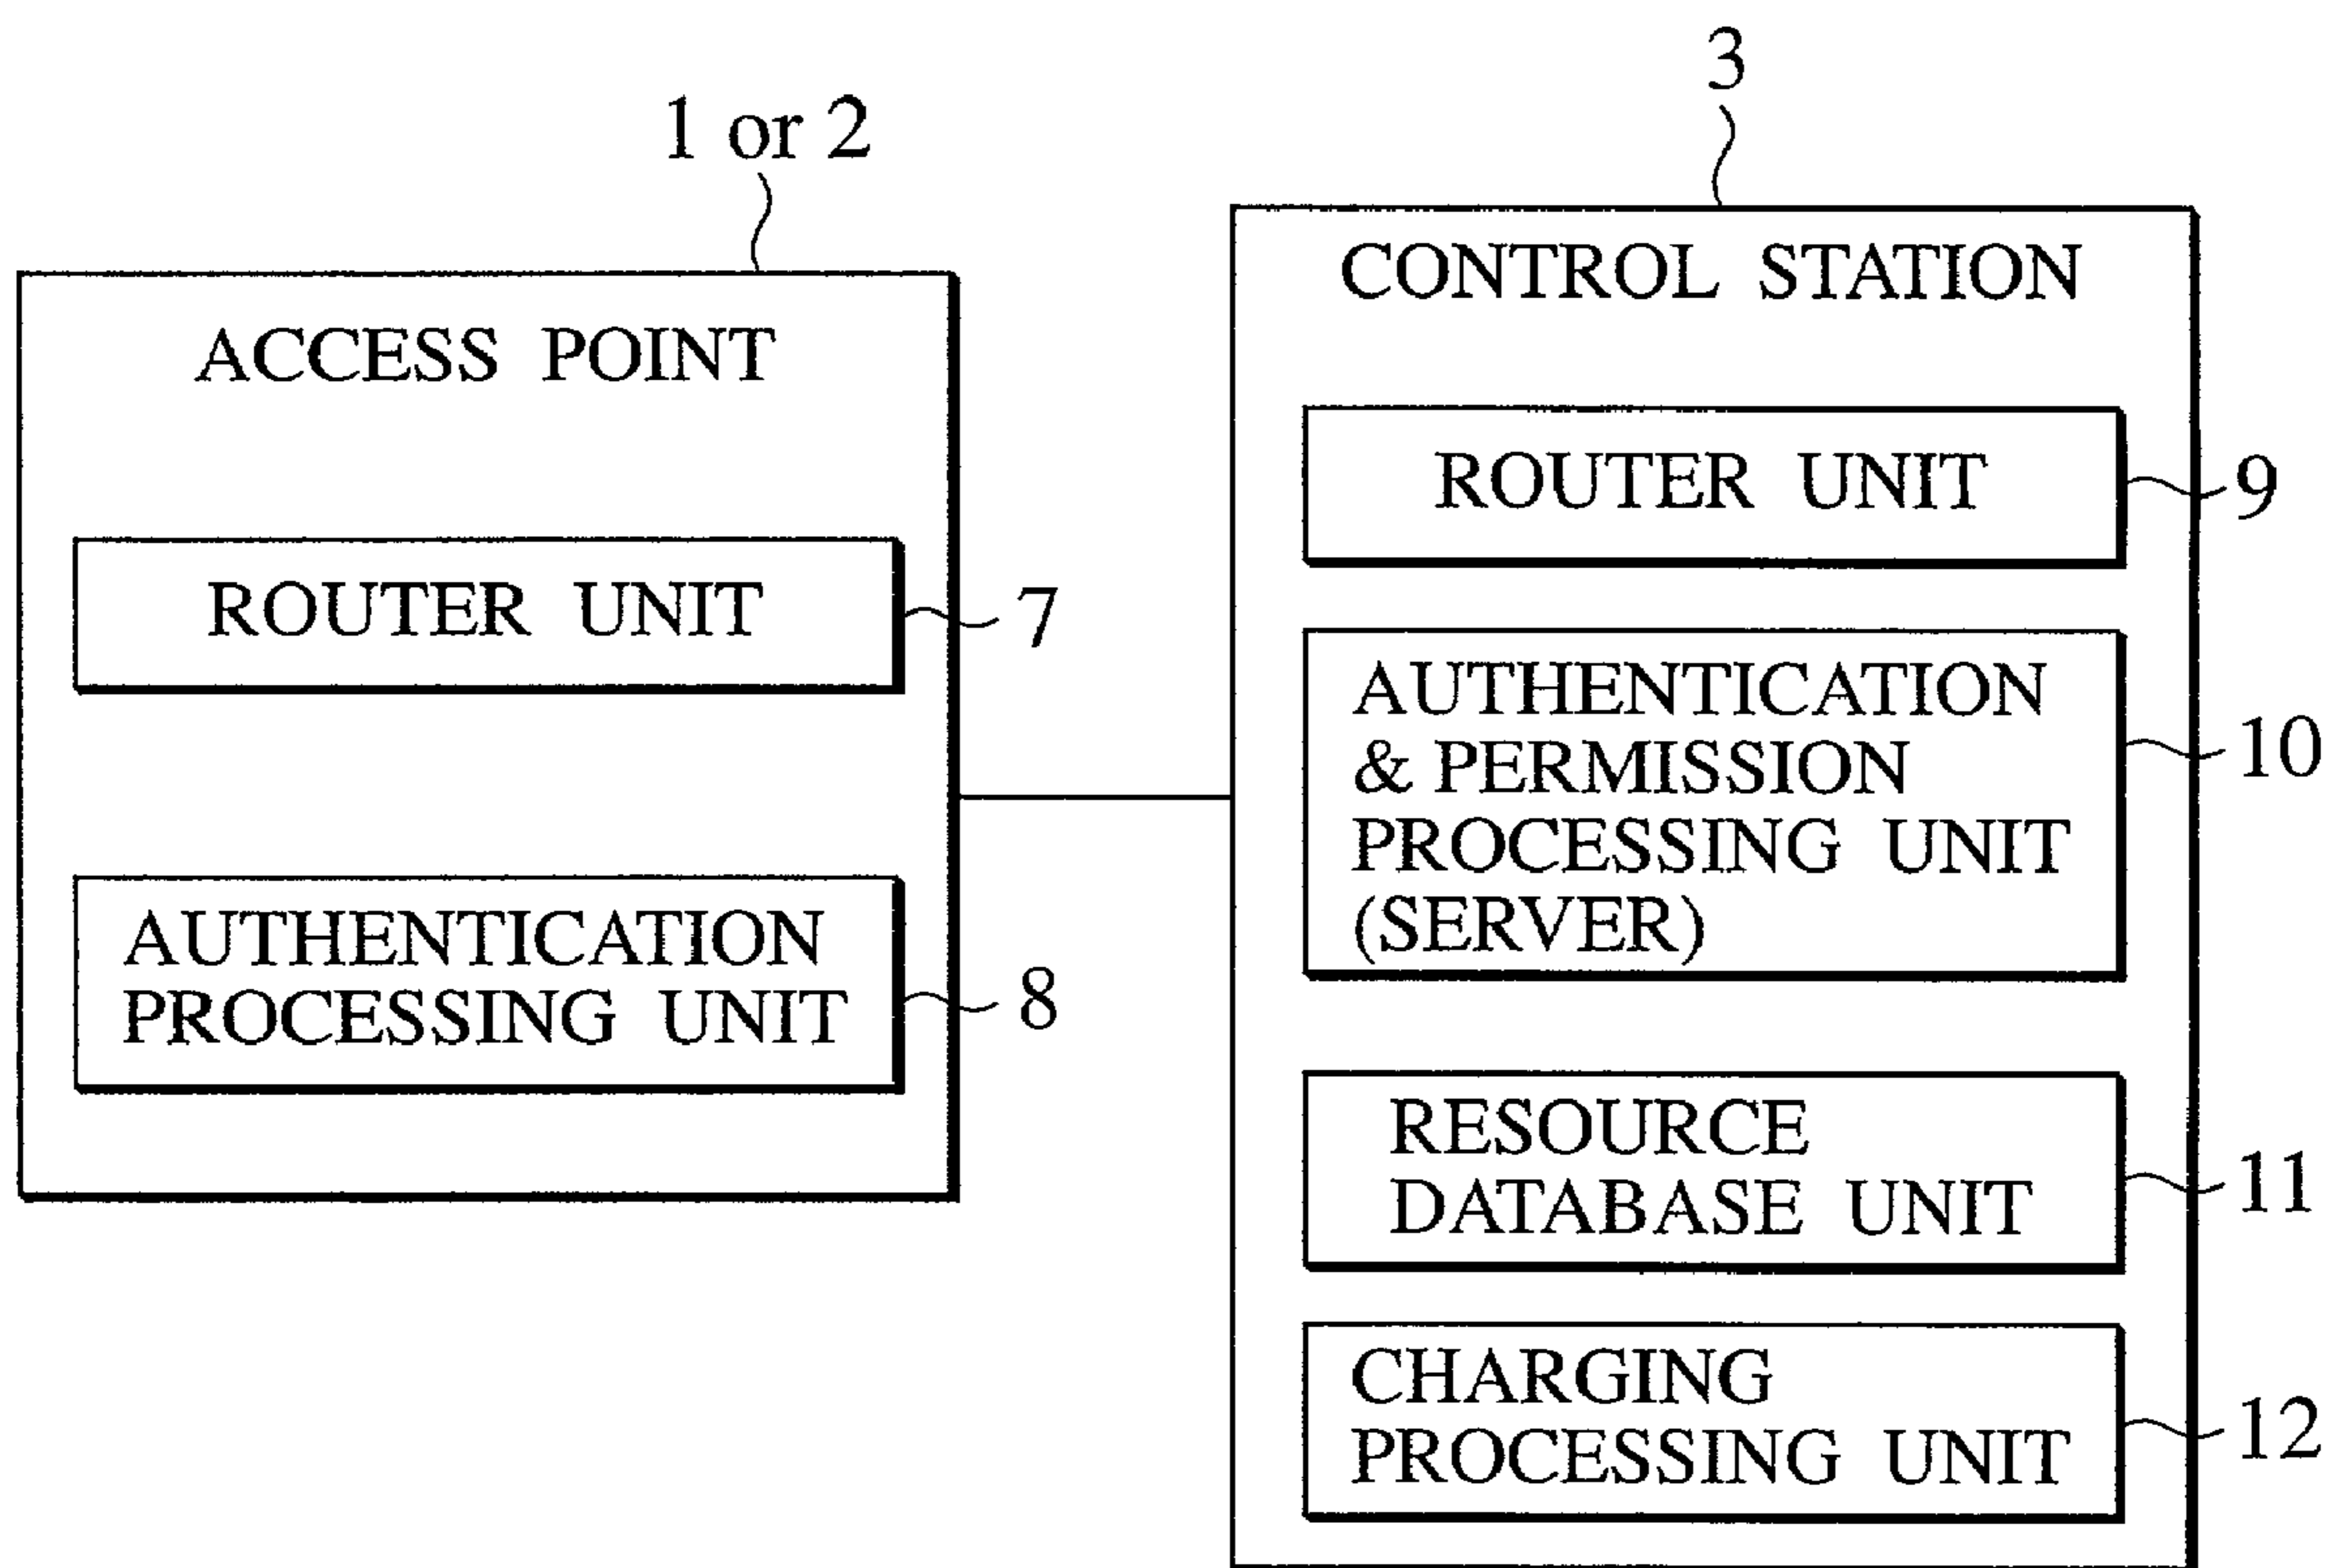 1 or 2
ACCESS POINT
ROUTER UNIT
7
AUTHENTICATION
PROCESSING UNIT
8
3
CONTROL STATION
ROUTER UNIT
9
AUTHENTICATION
& PERMISSION
PROCESSING UNIT
(SERVER)
10
RESOURCE
DATABASE UNIT
11
CHARGING
PROCESSING UNIT
12